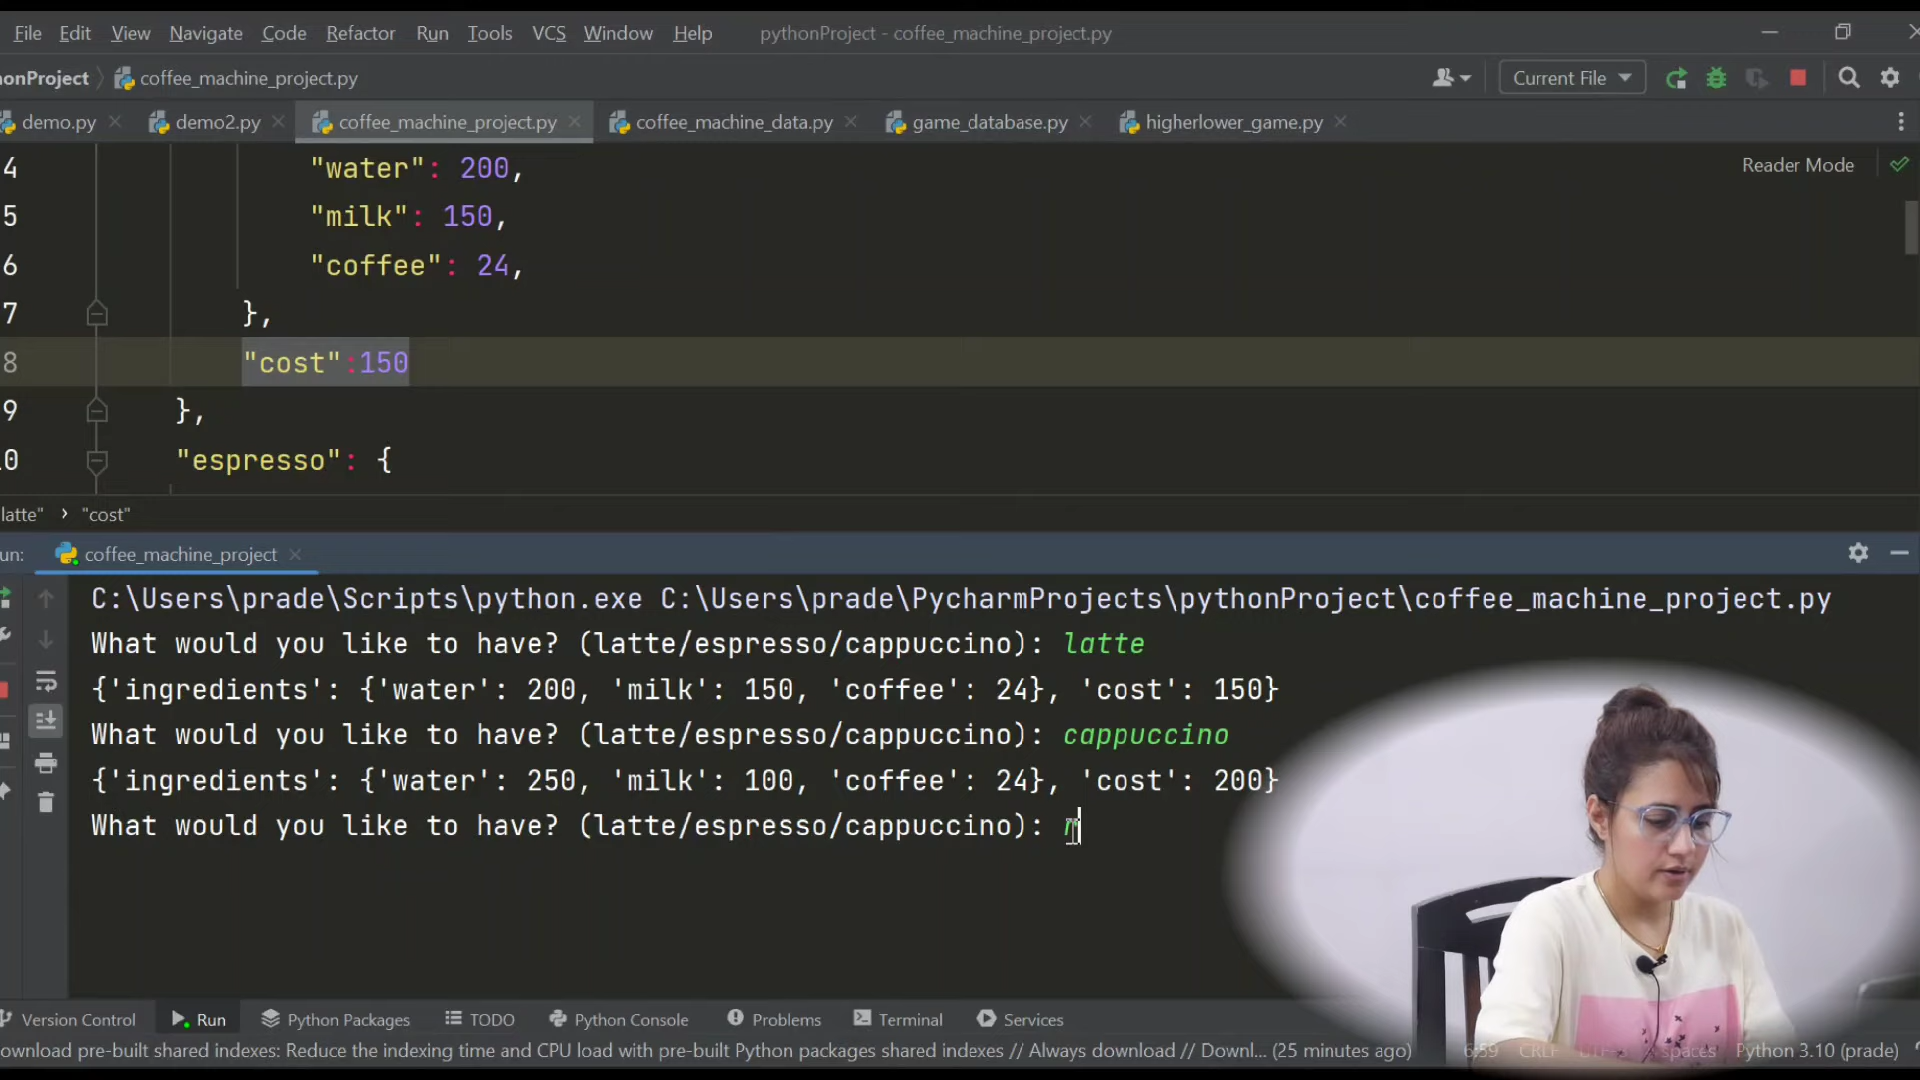 File Edit View Navigate Code Refactor Run Tools VCS Window Help pythonProject - coffee_machine_project.py
honProject coffee_machine_project.py Current File
demo.py demo2.py coffee_machine_project.py coffee_machine_data.py game_database.py higherlower_game.py
4 "water": 200, Reader Mode
5 "milk": 150,
6 "coffee": 24,
7 },
8 "cost":150
9 },
10 "espresso": {
latte" › "cost"
un: coffee_machine_project
C:\Users\prade\Scripts\python.exe C:\Users\prade\PycharmProjects\pythonProject\coffee_machine_project.py
What would you like to have? (latte/espresso/cappuccino): latte
{'ingredients': {'water': 200, 'milk': 150, 'coffee': 24}, 'cost': 150}
What would you like to have? (latte/espresso/cappuccino): cappuccino
{'ingredients': {'water': 250, 'milk': 100, 'coffee': 24}, 'cost': 200}
What would you like to have? (latte/espresso/cappuccino):
Version Control Run Python Packages TODO Python Console Problems Terminal Services
ownload pre-built shared indexes: Reduce the indexing time and CPU load with pre-built Python packages shared indexes // Always download // Downl... (25 minutes ago) 6:59 CRLF spaces Python 3.10 (prade)